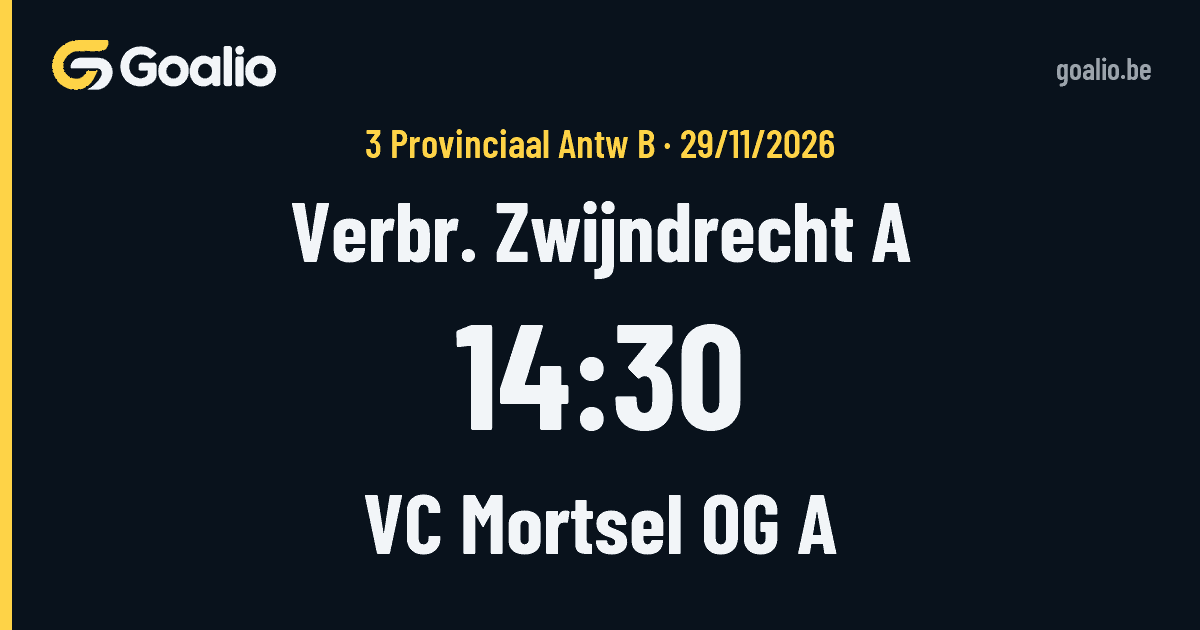 Goalio
goalio.be
3 Provinciaal Antw B · 29/11/2026
Verbr. Zwijndrecht A
14:30
VC Mortsel OG A